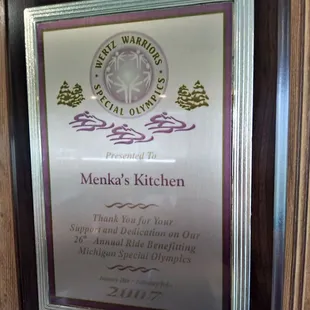 WERTZ WARRIORS
SPECIAL OLYMPICS
Presented To
Menka's Kitchen
Thank You for Your
Support and Dedication on Our
26th Annual Ride Benefitting
Michigan Special Olympics
2007